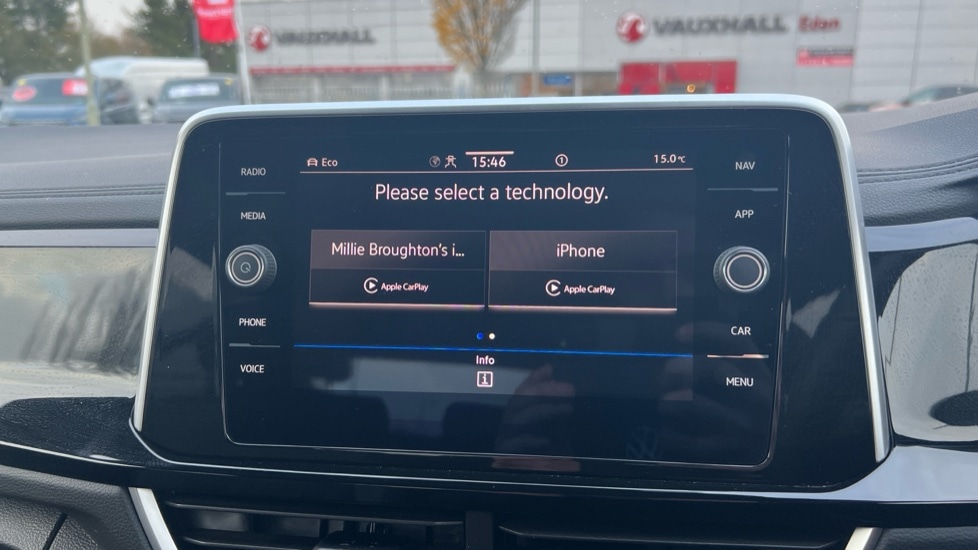 VAUXHALL
VAUXHALL Eden
Eco
15:46
1
15.0°C
Please select a technology.
Millie Broughton's i...
Apple CarPlay
iPhone
Apple CarPlay
Info
i
RADIO
MEDIA
PHONE
VOICE
NAV
APP
CAR
MENU